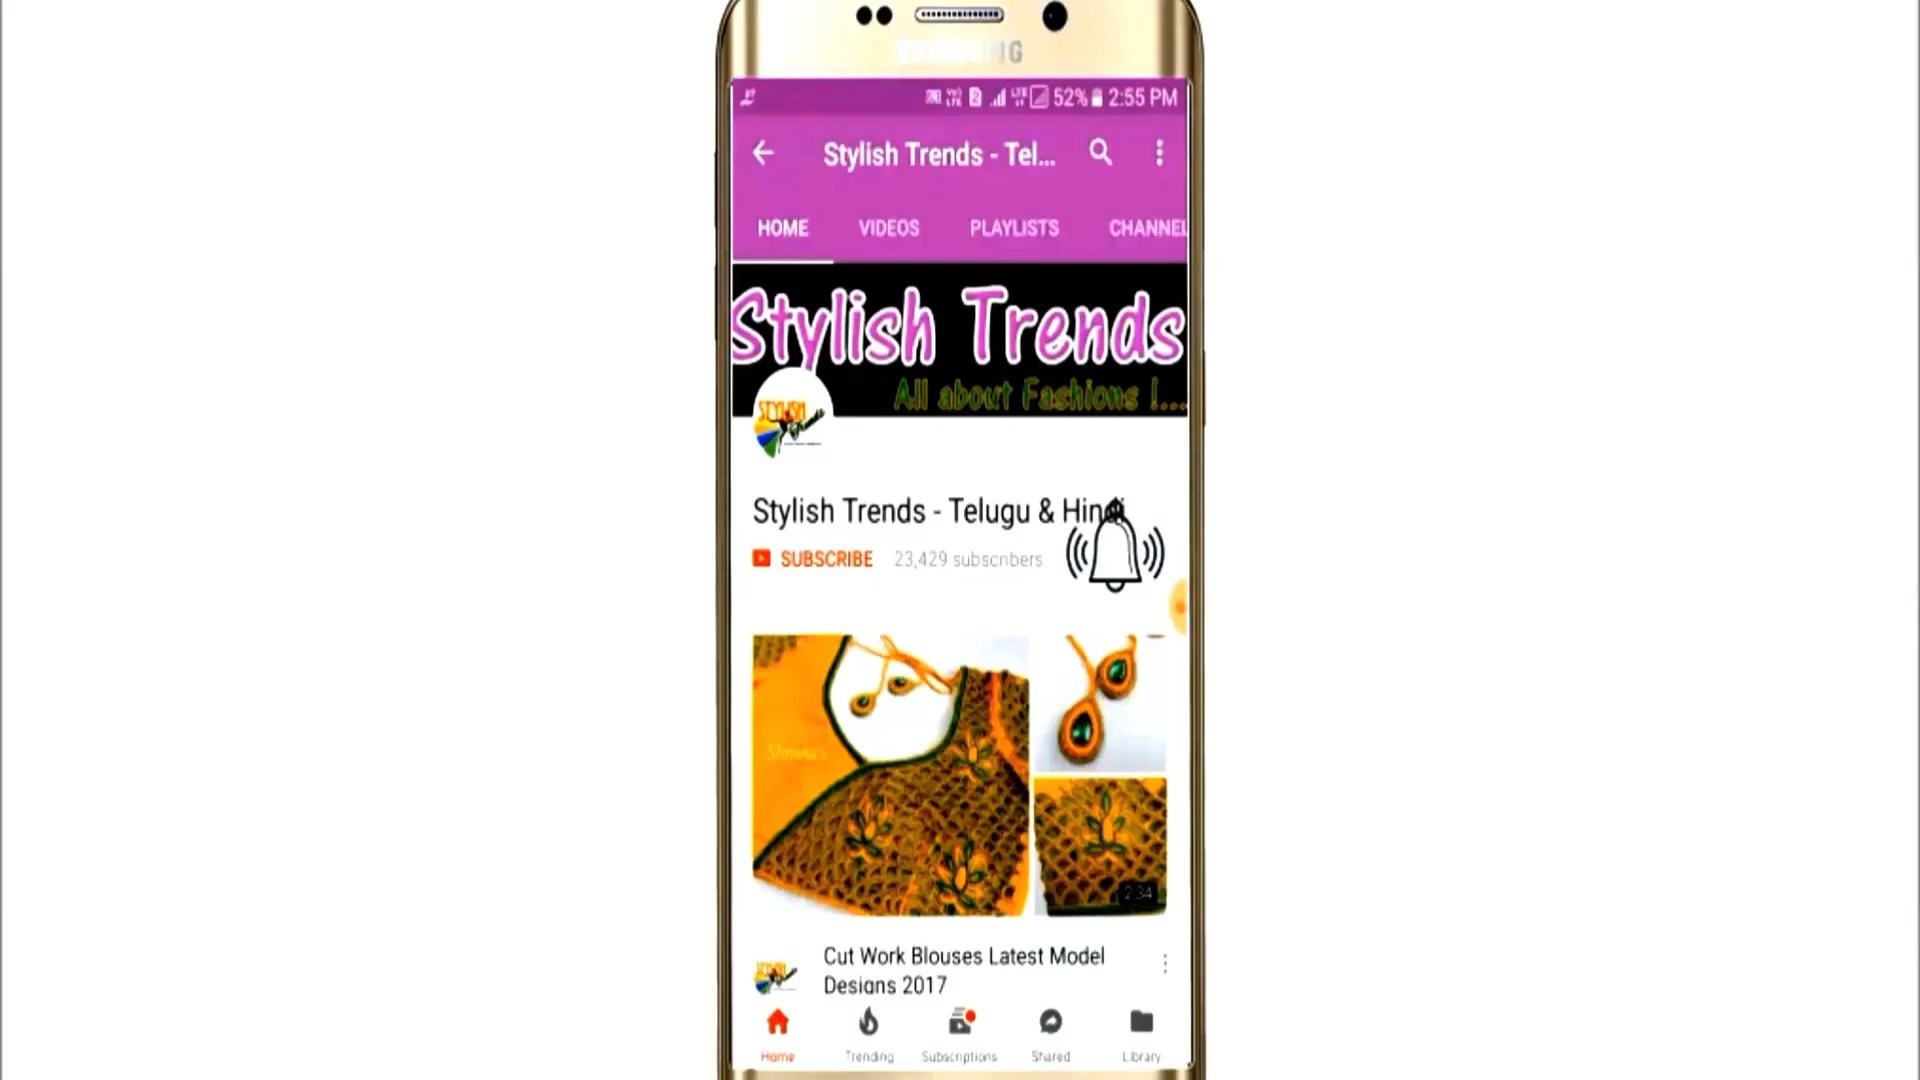 SAMSUNG
52% 2:55 PM
Stylish Trends - Tel...
HOME VIDEOS PLAYLISTS CHANNEL
Stylish Trends
All about Fashions !....
STYLISH
Stylish Trends - Telugu & Hindi
SUBSCRIBE 23,429 subscribers
2:34
Cut Work Blouses Latest Model
Designs 2017
Home Trending Subscriptions Shared Library